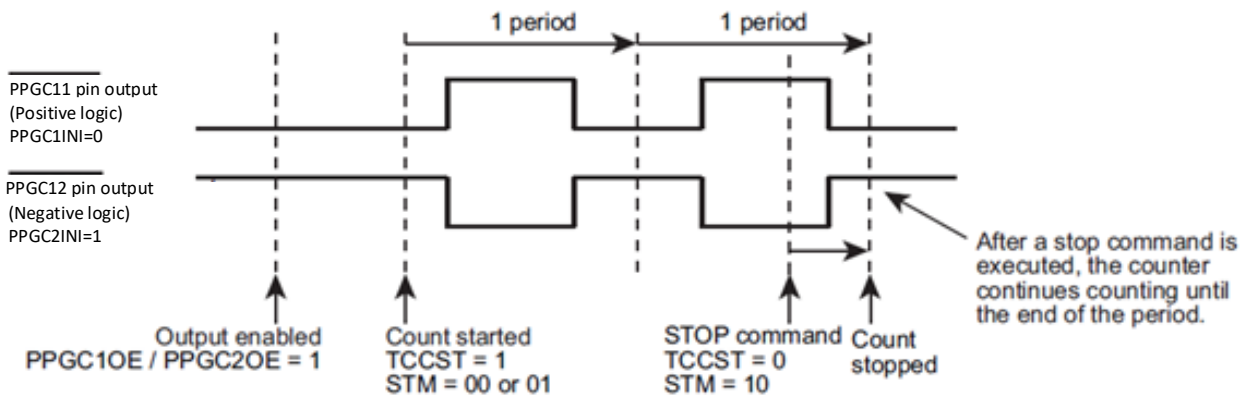 1 period
1 period
PPGC11 pin output
(Positive logic)
PPGC1INI=0
PPGC12 pin output
(Negative logic)
PPGC2INI=1
After a stop command is
executed, the counter
continues counting until
the end of the period.
Output enabled
PPGC1OE / PPGC2OE = 1
Count started
TCCST = 1
STM = 00 or 01
STOP command
TCCST = 0
STM = 10
Count
stopped